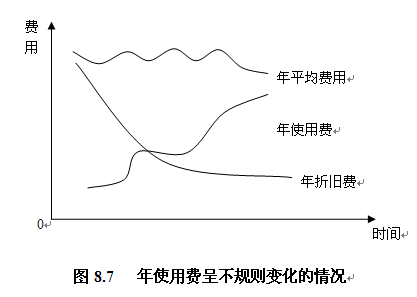 费
用
年平均费用
年使用费
年折旧费
0
时间
图 8.7 年使用费呈不规则变化的情况